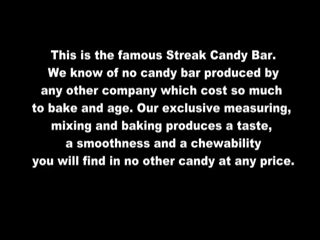 This is the famous Streak Candy Bar.
We know of no candy bar produced by
any other company which cost so much
to bake and age. Our exclusive measuring,
mixing and baking produces a taste,
a smoothness and a chewability
you will find in no other candy at any price.